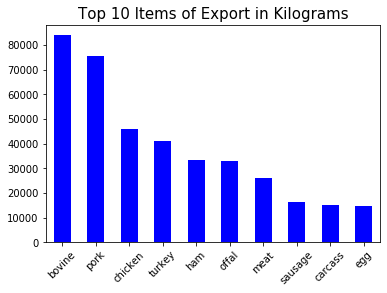 Top 10 Items of Export in Kilograms
80000
70000
60000
50000
40000
30000
20000
10000
0
bovine
pork
chicken
turkey
ham
offal
meat
sausage
carcass
egg